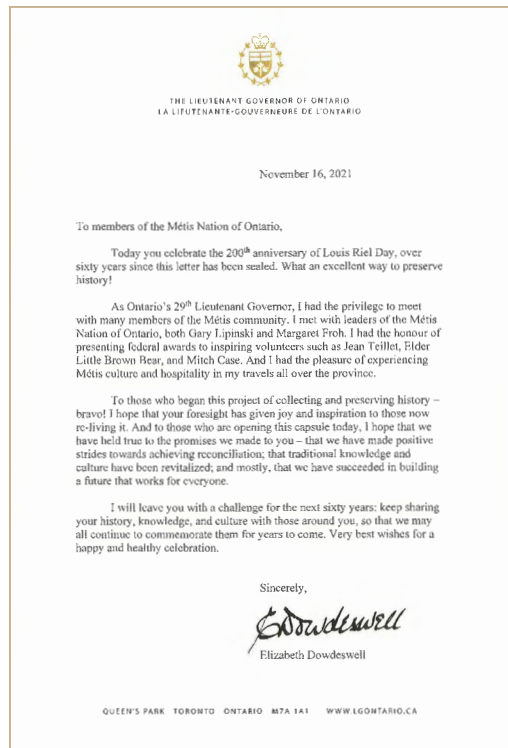 THE LIEUTENANT GOVERNOR OF ONTARIO
LA LIEUTENANTE-GOUVERNEURE DE L'ONTARIO
November 16, 2021
To members of the Métis Nation of Ontario,
Today you celebrate the 200th anniversary of Louis Riel Day, over
sixty years since this letter has been sealed. What an excellent way to preserve
history!
As Ontario's 29th Lieutenant Governor, I had the privilege to meet
with many members of the Métis community. I met with leaders of the Métis
Nation of Ontario, both Gary Lipinski and Margaret Froh. I had the honour of
presenting federal awards to inspiring volunteers such as Jean Teillet, Elder
Little Brown Bear, and Mitch Case. And I had the pleasure of experiencing
Métis culture and hospitality in my travels all over the province.
To those who began this project of collecting and preserving history –
bravo! I hope that your foresight has given joy and inspiration to those now
re-living it. And to those who are opening this capsule today, I hope that we
have held true to the promises we made to you – that we have made positive
strides towards achieving reconciliation; that traditional knowledge and
culture have been revitalized; and mostly, that we have succeeded in building
a future that works for everyone.
I will leave you with a challenge for the next sixty years: keep sharing
your history, knowledge, and culture with those around you, so that we may
all continue to commemorate them for years to come. Very best wishes for a
happy and healthy celebration.
Sincerely,
EDowdeswell
Elizabeth Dowdeswell
QUEEN'S PARK TORONTO ONTARIO M7A 1A1 WWW.LGONTARIO.CA